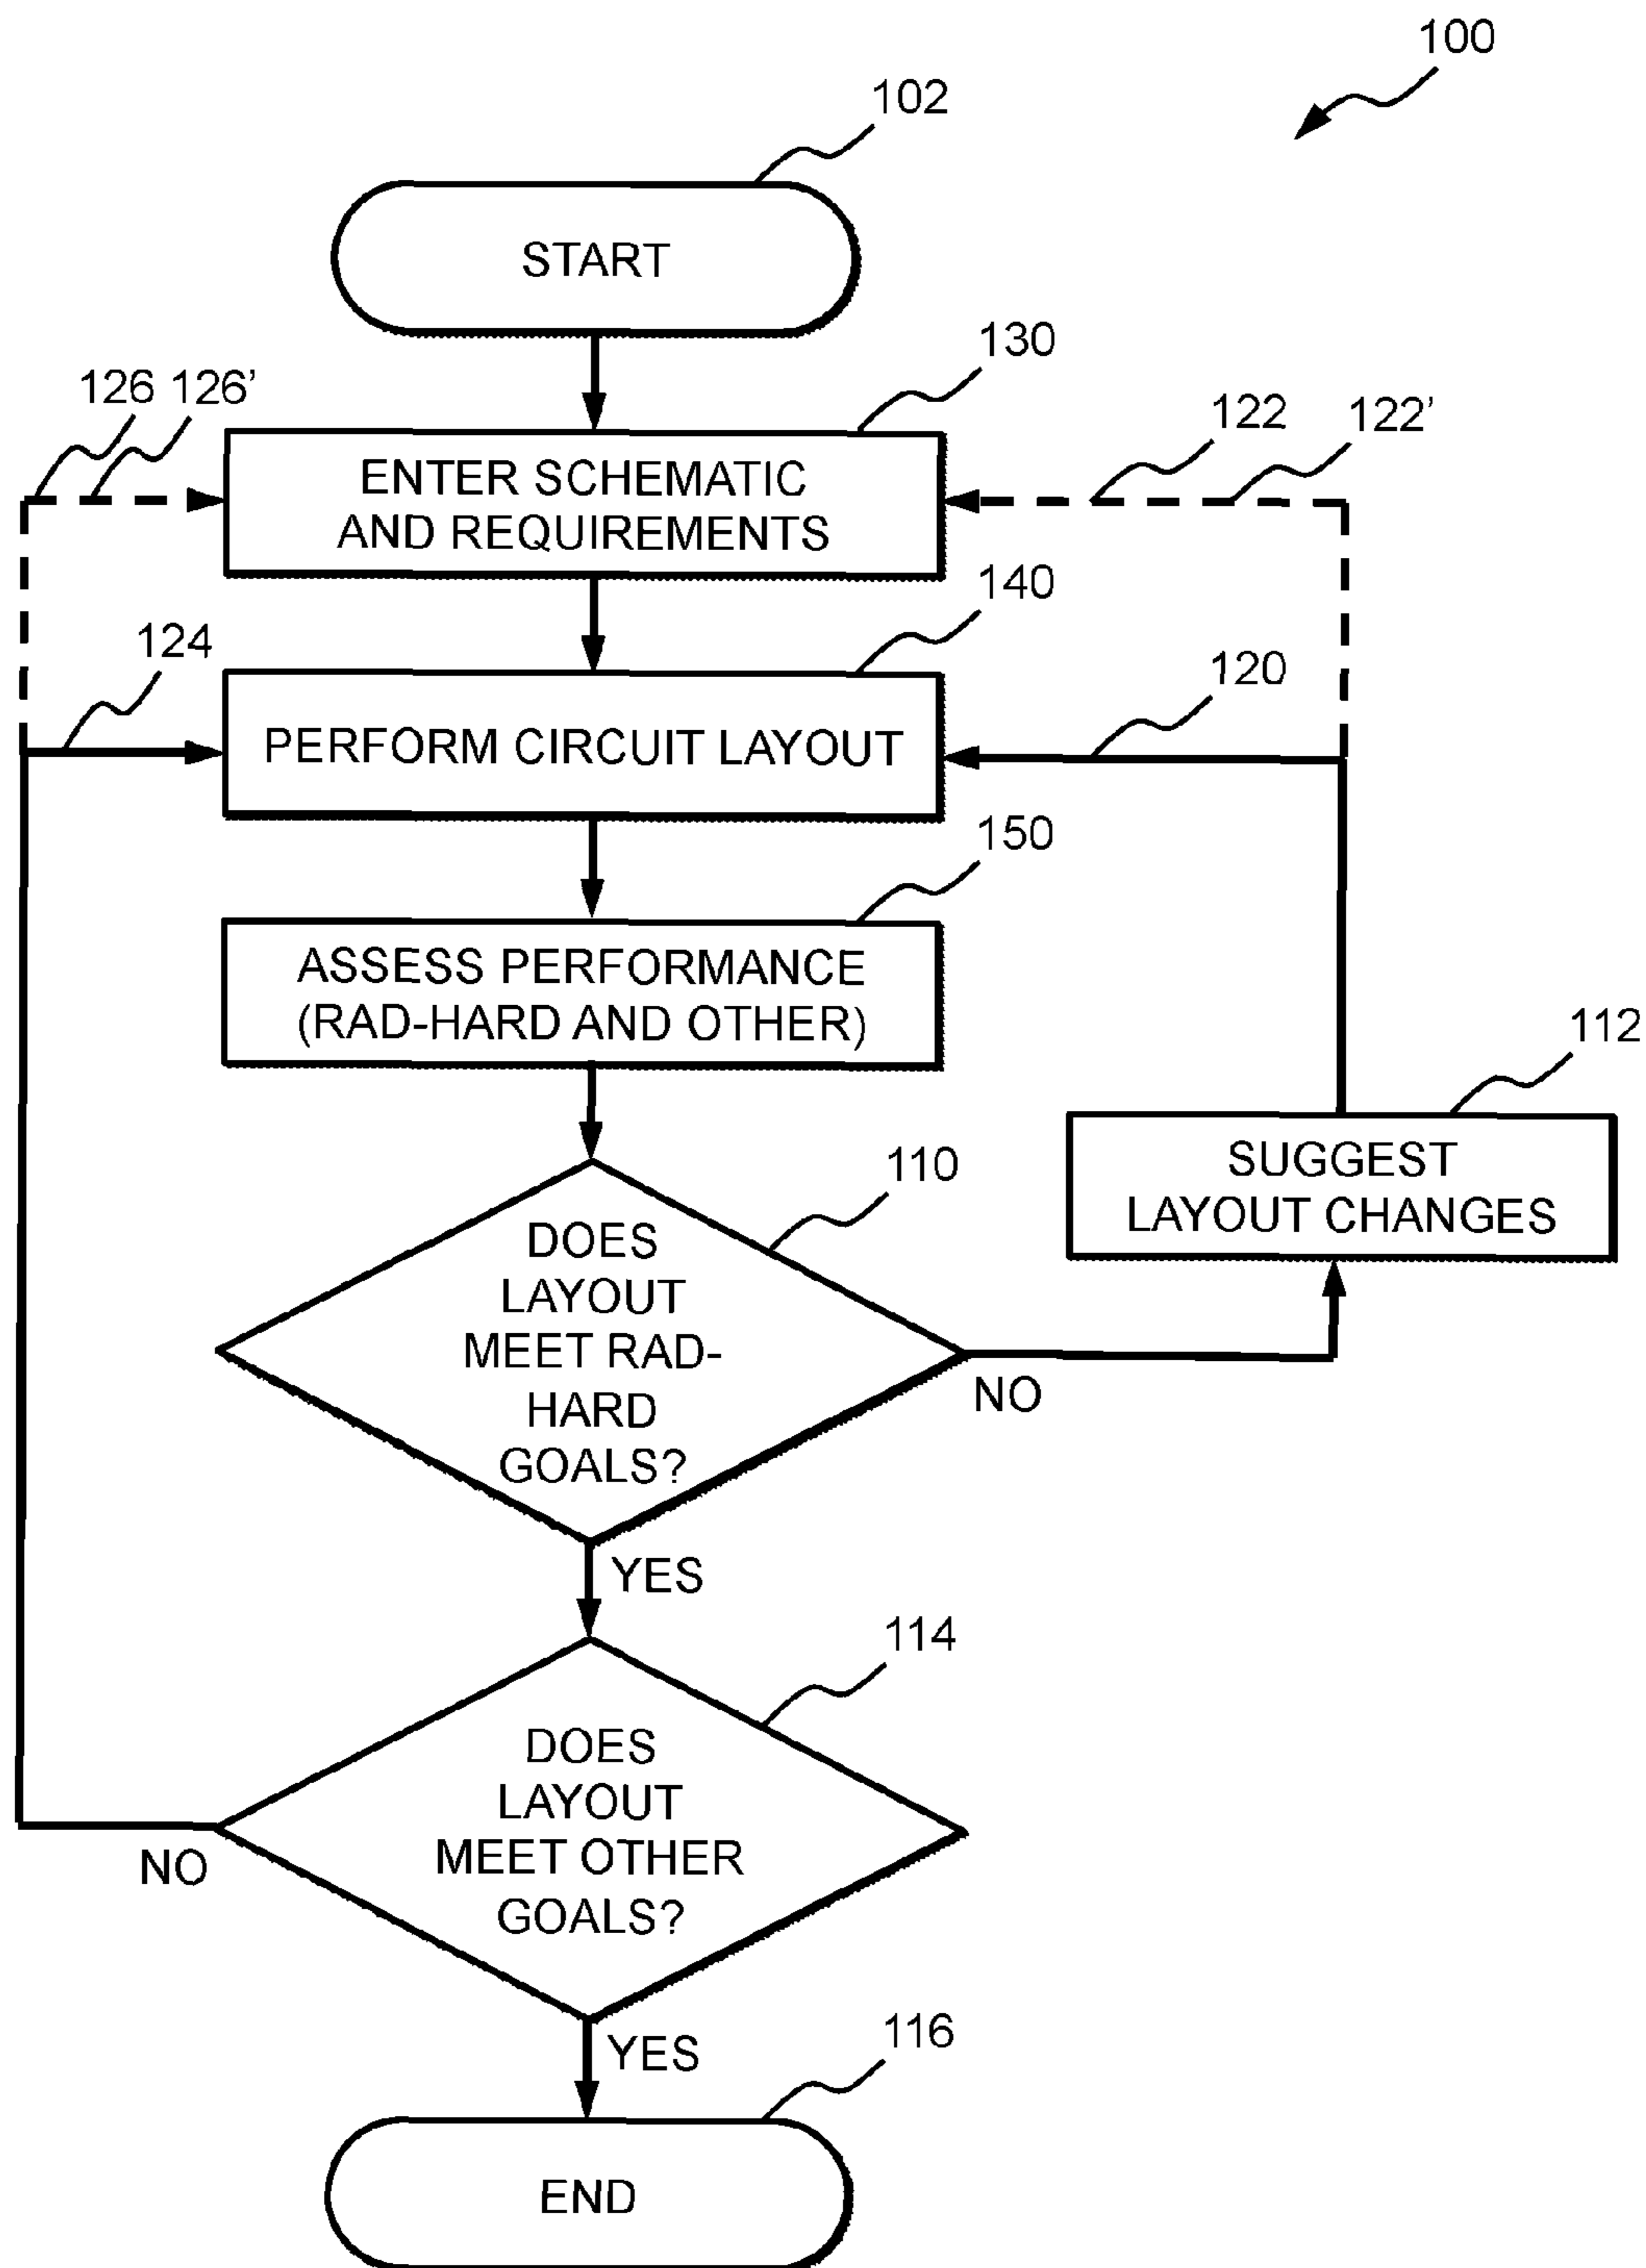 100
102
START
130
126 126’
122 122’
ENTER SCHEMATIC
AND REQUIREMENTS
140
124
120
PERFORM CIRCUIT LAYOUT
150
ASSESS PERFORMANCE
(RAD-HARD AND OTHER)
112
SUGGEST
LAYOUT CHANGES
110
DOES
LAYOUT
MEET RAD-
HARD
GOALS?
NO
YES
114
DOES
LAYOUT
MEET OTHER
GOALS?
NO
YES
116
END